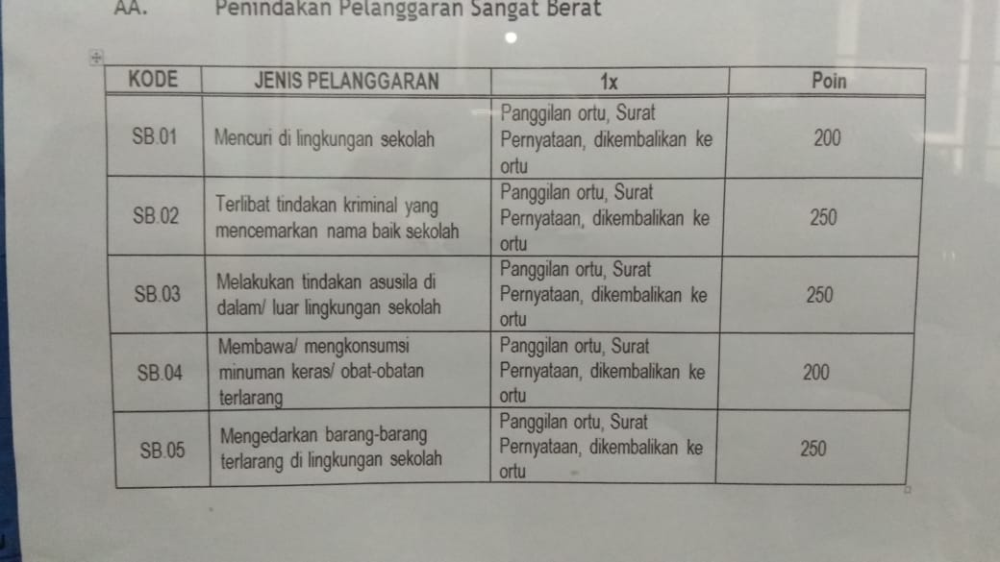 AA. Penindakan Pelanggaran Sangat Berat
KODE JENIS PELANGGARAN 1x Poin
SB.01 Mencuri di lingkungan sekolah Panggilan ortu, Surat
Pernyataan, dikembalikan ke
ortu 200
SB.02 Terlibat tindakan kriminal yang
mencemarkan nama baik sekolah Panggilan ortu, Surat
Pernyataan, dikembalikan ke
ortu 250
SB.03 Melakukan tindakan asusila di
dalam/ luar lingkungan sekolah Panggilan ortu, Surat
Pernyataan, dikembalikan ke
ortu 250
SB.04 Membawa/ mengkonsumsi
minuman keras/ obat-obatan
terlarang Panggilan ortu, Surat
Pernyataan, dikembalikan ke
ortu 200
SB.05 Mengedarkan barang-barang
terlarang di lingkungan sekolah Panggilan ortu, Surat
Pernyataan, dikembalikan ke
ortu 250